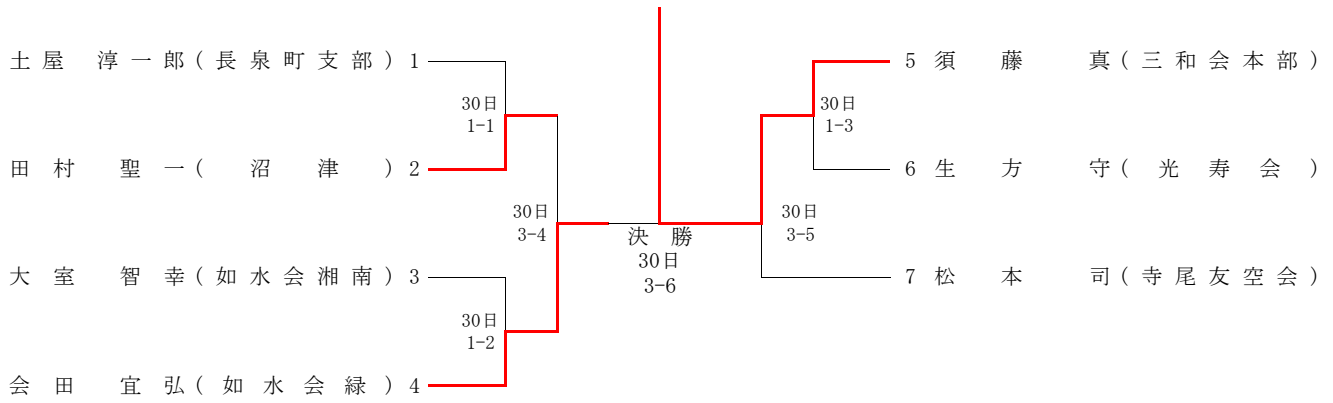 土屋 淳一郎(長泉町支部) 1
30日
1-1
田村 聖一(沼津) 2
30日
3-4
大室 智幸(如水会湘南) 3
30日
1-2
会田 宜弘(如水会緑) 4
決勝
30日
3-6
5 須藤 真(三和会本部)
30日
1-3
6 生方 守(光寿会)
30日
3-5
7 松本 司(寺尾友空会)